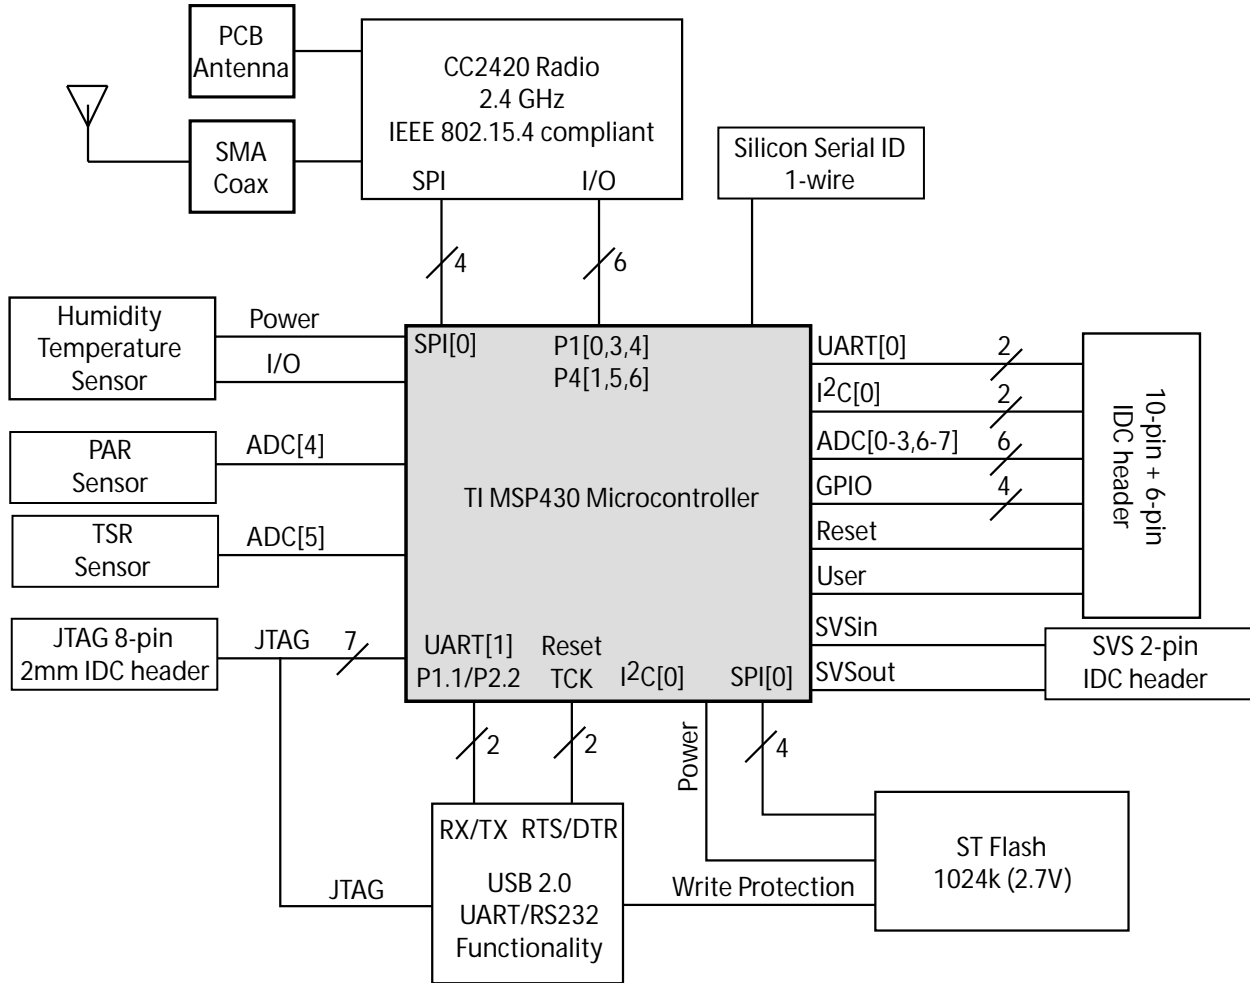 PCB
Antenna
CC2420 Radio
2.4 GHz
IEEE 802.15.4 compliant
SPI I/O
SMA
Coax
Silicon Serial ID
1-wire
4 6
Humidity
Temperature
Sensor
Power
I/O
SPI[0]
P1[0,3,4]
P4[1,5,6]
UART[0] 2
I2C[0] 2
ADC[0-3,6-7] 6
GPIO 4
Reset
User
10-pin + 6-pin
IDC header
PAR
Sensor
ADC[4]
TI MSP430 Microcontroller
TSR
Sensor
ADC[5]
JTAG 8-pin
2mm IDC header
JTAG 7
UART[1]
P1.1/P2.2
Reset
TCK
I2C[0]
SPI[0]
SVSin
SVSout
SVS 2-pin
IDC header
2 2
Power
4
RX/TX RTS/DTR
USB 2.0
UART/RS232
Functionality
JTAG
Write Protection
ST Flash
1024k (2.7V)